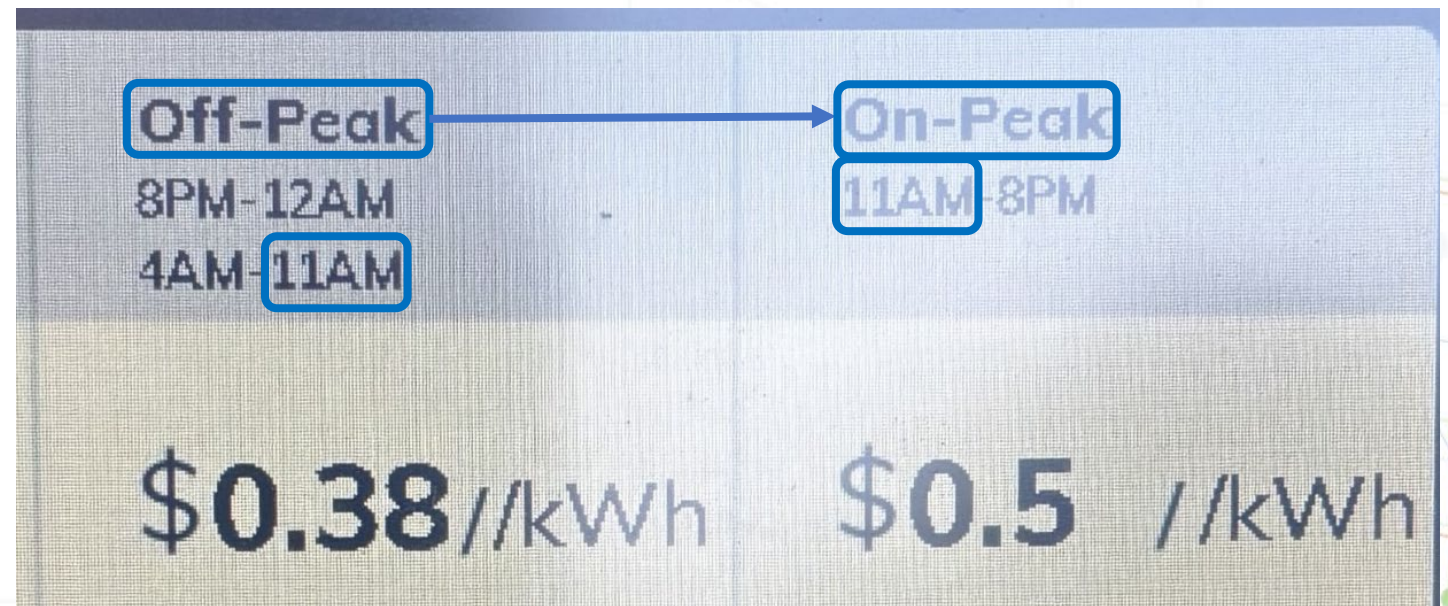 Off-Peak
8PM-12AM
4AM-11AM
$0.38//kWh
On-Peak
11AM-8PM
$0.5 //kWh